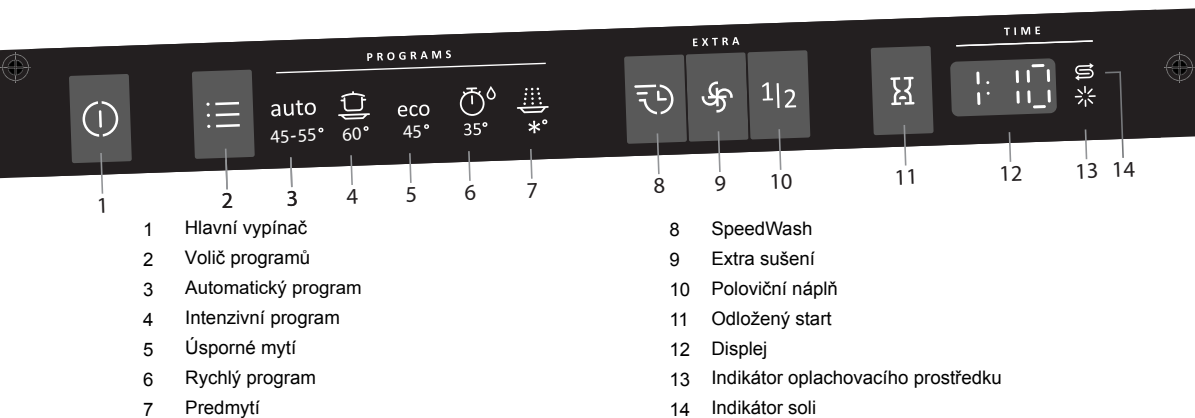 PROGRAMS
EXTRA
TIME
auto
45-55°
60°
eco
45°
35°
*°
1|2
1:10
1
2
3
4
5
6
7
8
9
10
11
12
13
14
1 Hlavní vypínač
2 Volič programů
3 Automatický program
4 Intenzivní program
5 Úsporné mytí
6 Rychlý program
7 Predmytí
8 SpeedWash
9 Extra sušení
10 Poloviční náplň
11 Odložený start
12 Displej
13 Indikátor oplachovacího prostředku
14 Indikátor soli